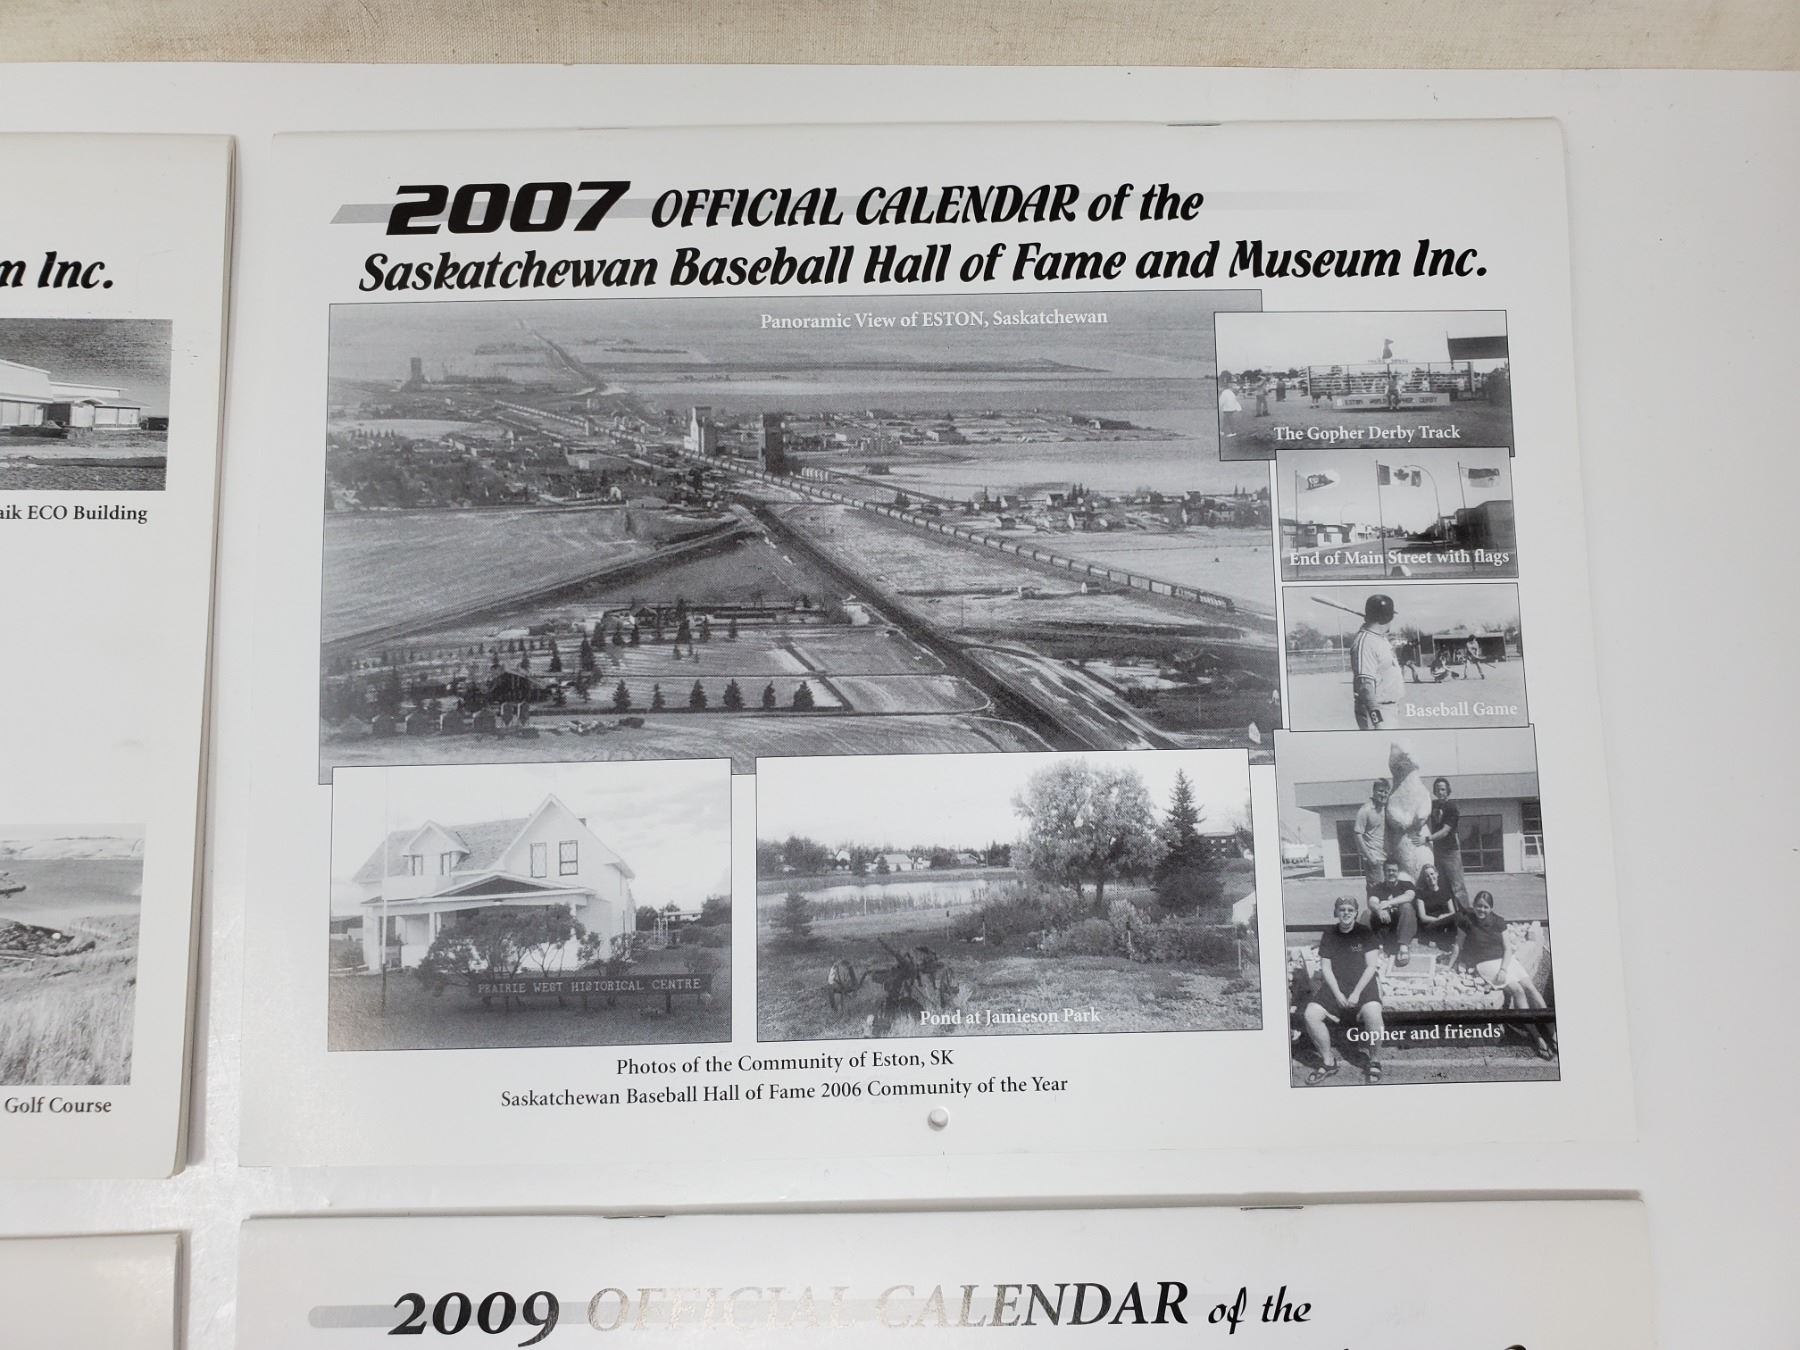 m Inc.
ECO Building
Golf Course
2007 OFFICIAL CALENDAR of the
Saskatchewan Baseball Hall of Fame and Museum Inc.
Panoramic View of ESTON, Saskatchewan
The Gopher Derby Track
End of Main Street with flags
Baseball Game
PRAIRIE WEST HISTORICAL CENTRE
Pond at Jamieson Park
Gopher and friends
Photos of the Community of Eston, SK
Saskatchewan Baseball Hall of Fame 2006 Community of the Year
2009 OFFICIAL CALENDAR of the